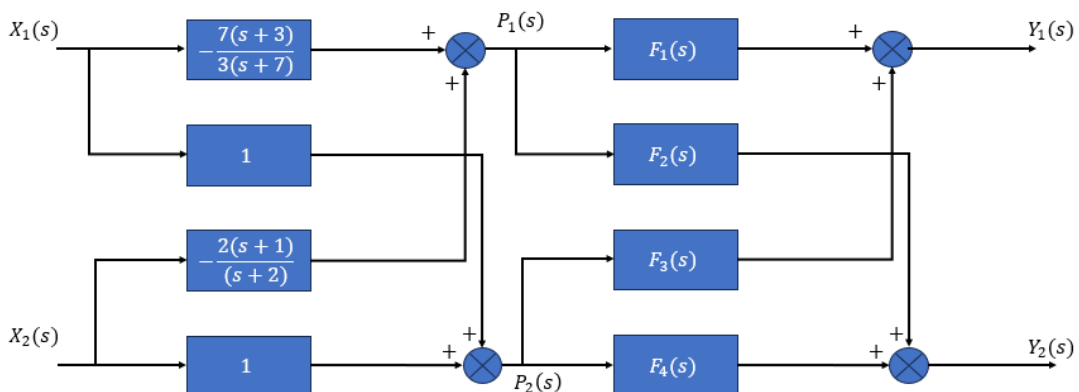 X₁(s)
−7(s + 3)/3(s + 7)
+
P₁(s)
+
F₁(s)
+
Y₁(s)
+
1
F₂(s)
−2(s + 1)/(s + 2)
F₃(s)
X₂(s)
+
1
+
P₂(s)
+
F₄(s)
+
Y₂(s)